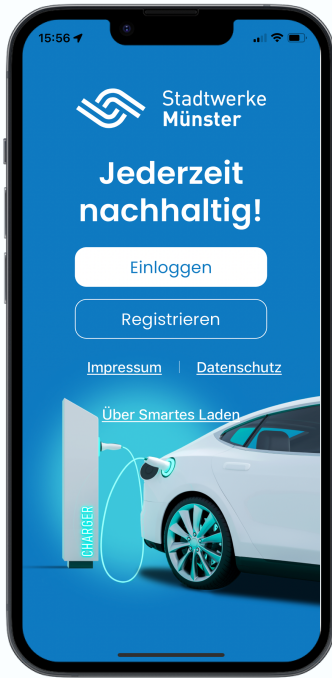 15:56
Stadtwerke
Münster
Jederzeit
nachhaltig!
Einloggen
Registrieren
Impressum | Datenschutz
Über Smartes Laden
CHARGER